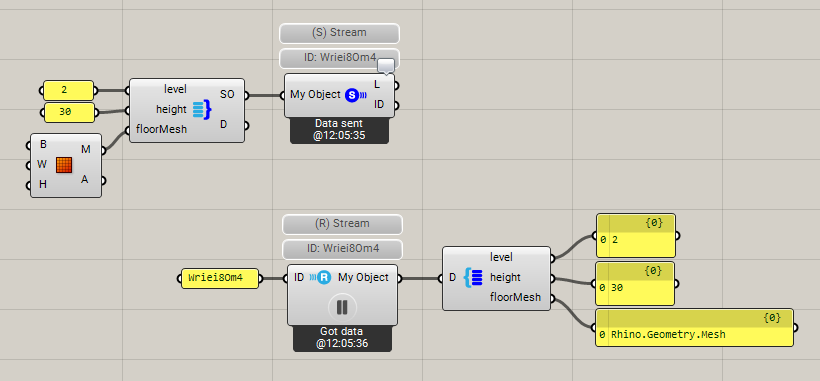 (S) Stream
ID: Wriei8Om4
2
30
level
height
floorMesh
SO
D
My Object
S
L
ID
Data sent
@12:05:35
B
W
H
M
A
(R) Stream
ID: Wriei8Om4
Wriei8Om4
ID
R
My Object
Got data
@12:05:36
D
level
height
floorMesh
{0}
0 2
{0}
0 30
{0}
0 Rhino.Geometry.Mesh